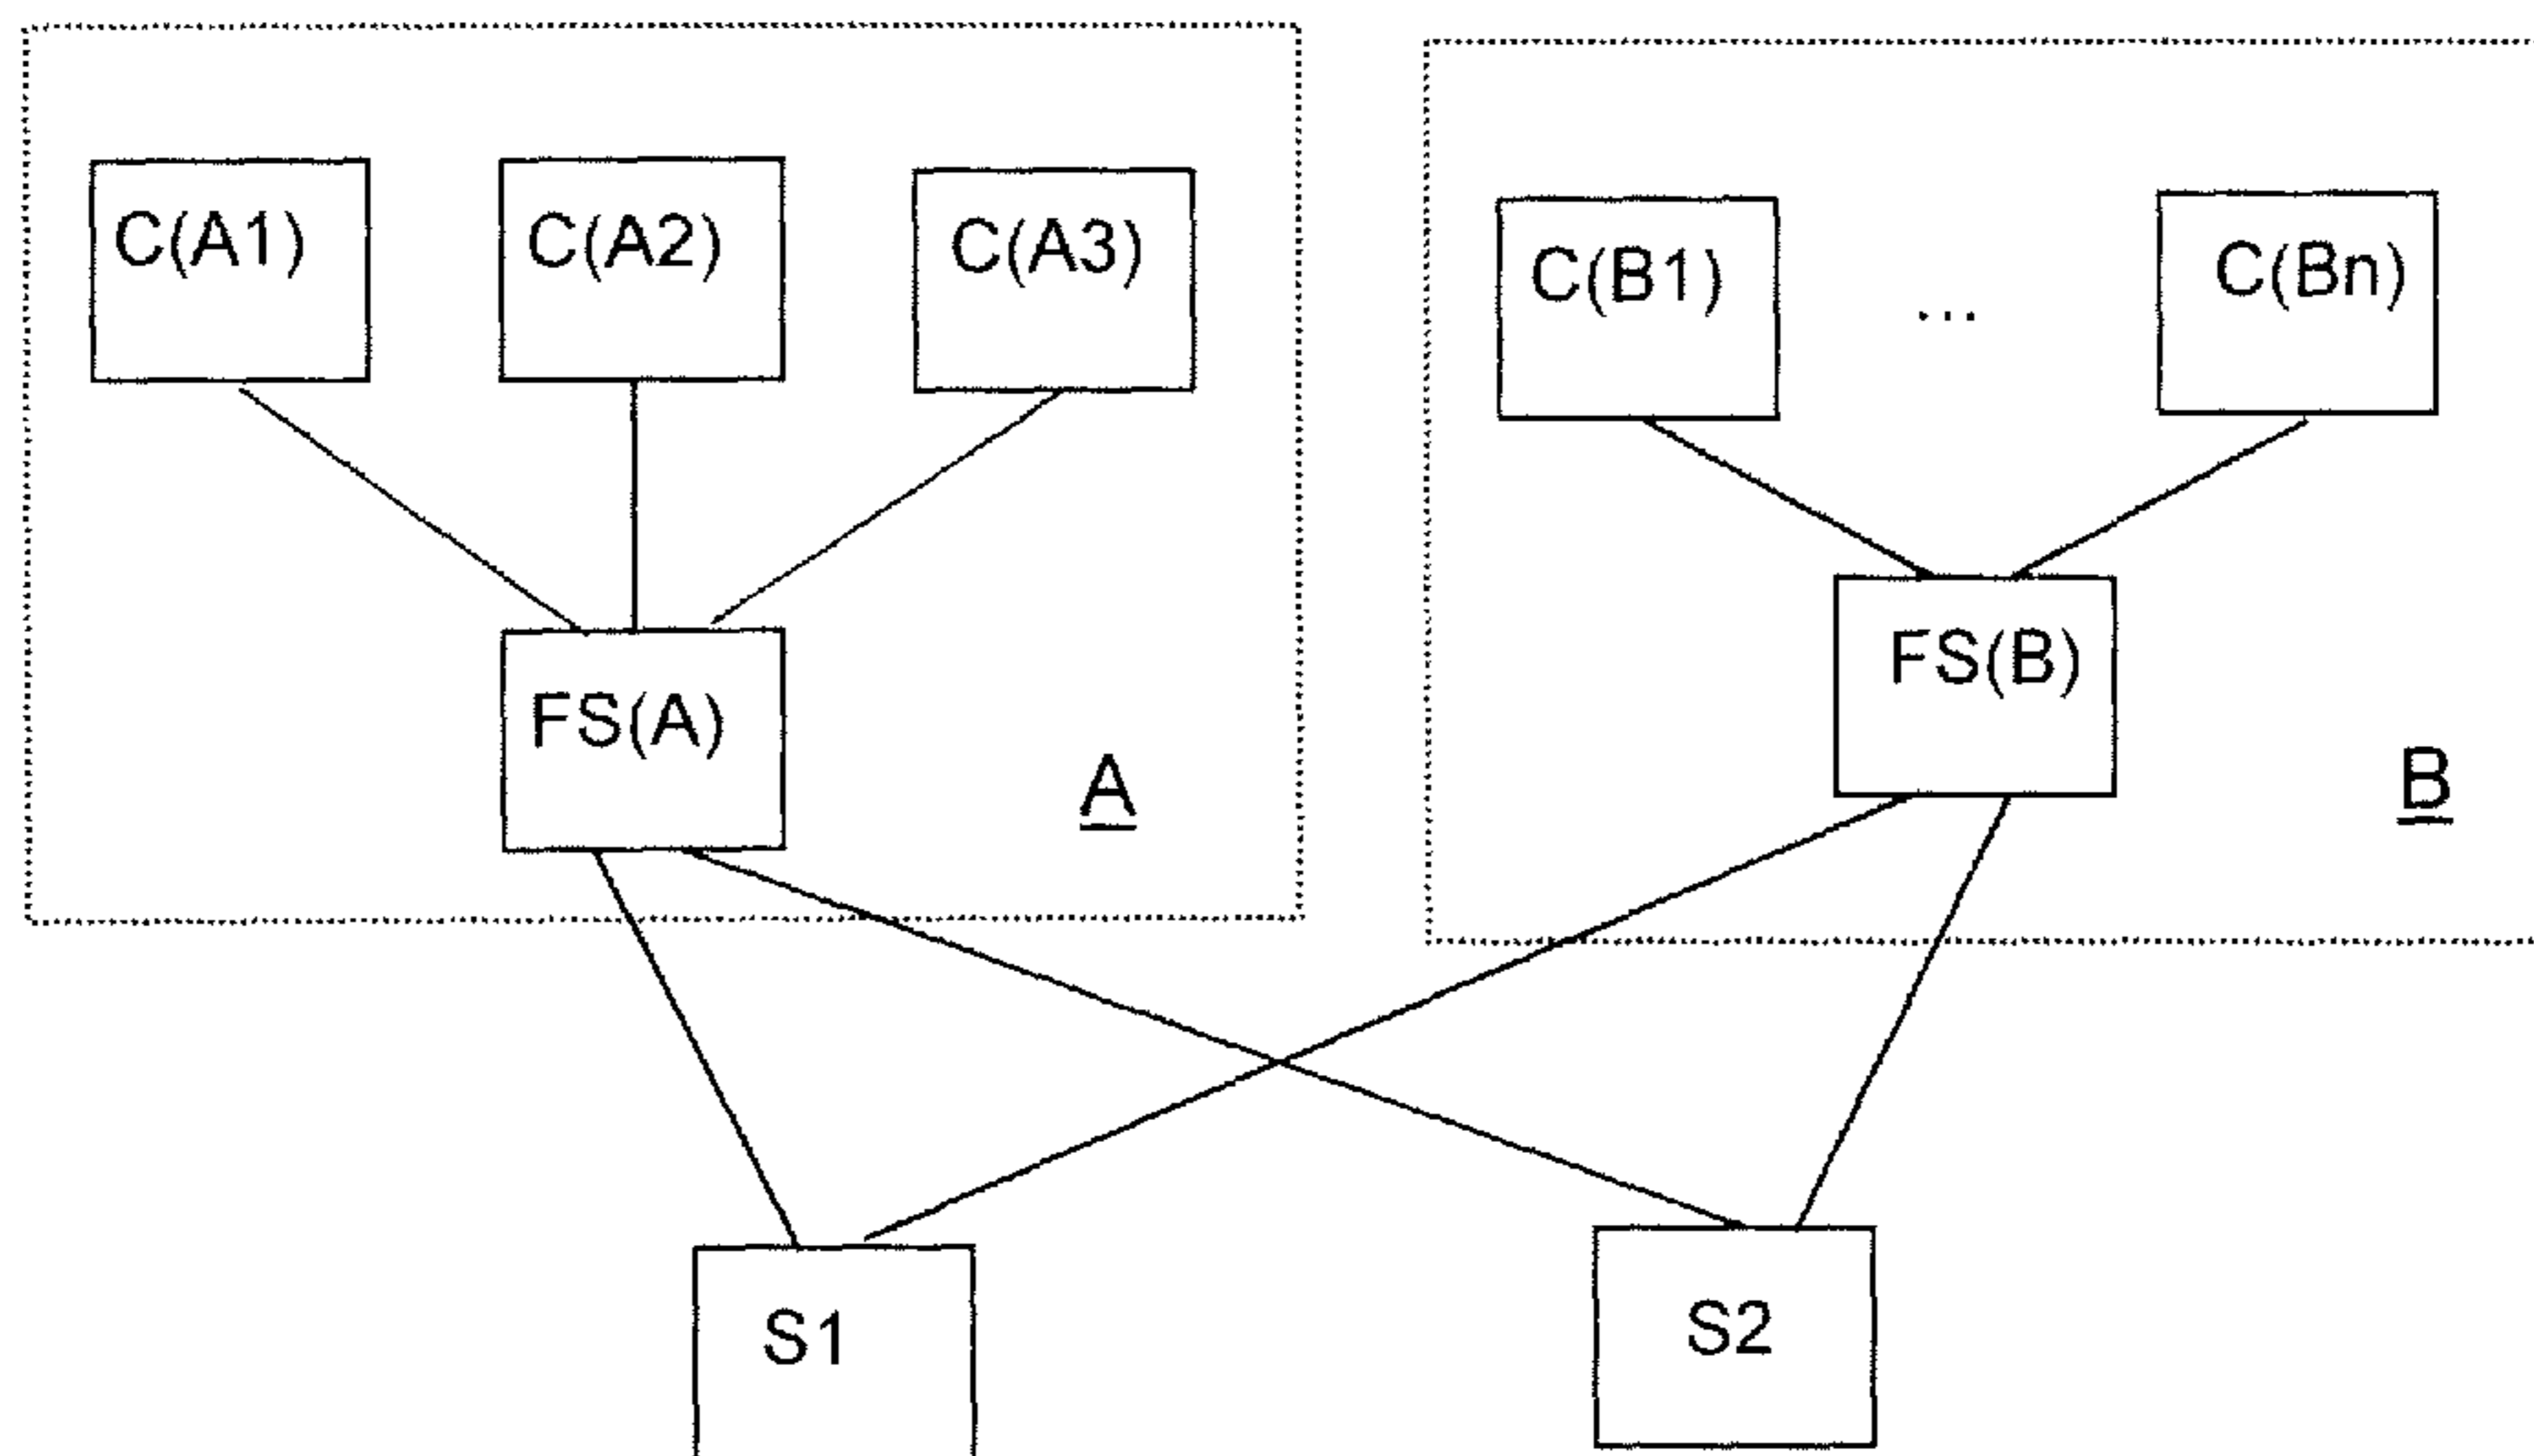 C(A1)
C(A2)
C(A3)
C(B1)
...
C(Bn)
FS(A)
A
FS(B)
B
S1
S2